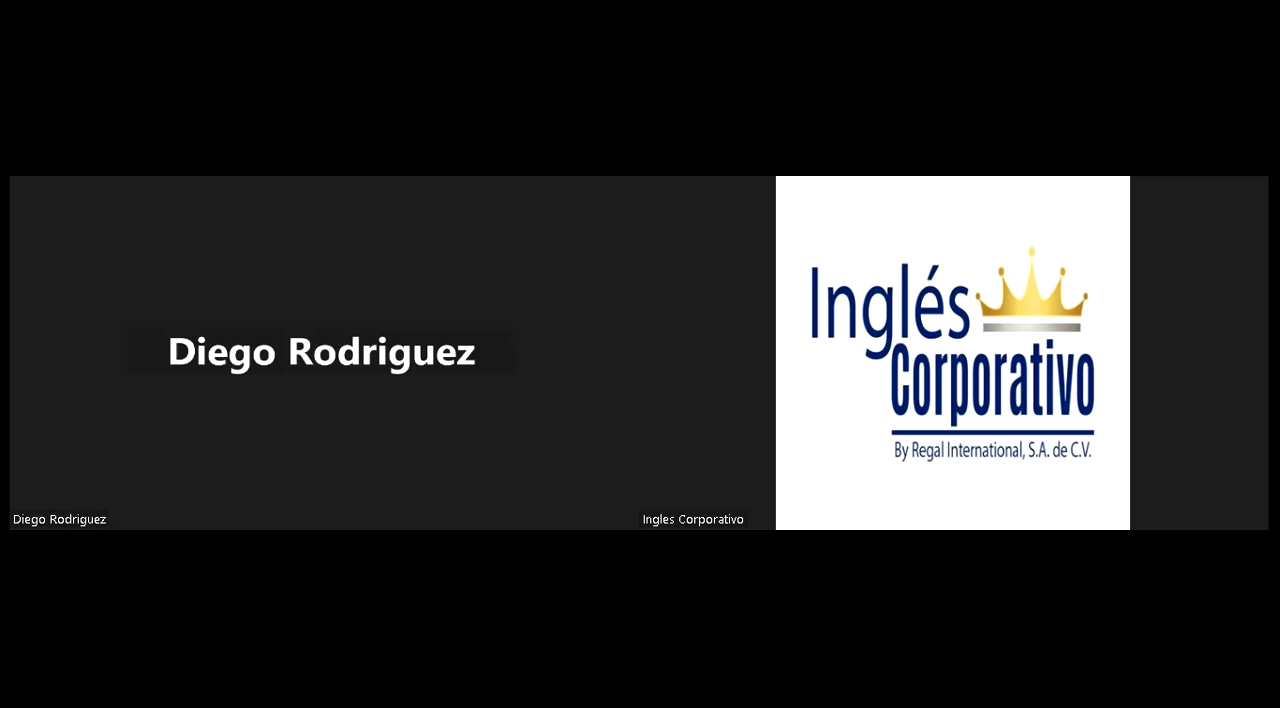 Diego Rodriguez
Diego Rodriguez
Inglés
Corporativo
By Regal International, S.A. de C.V.
Ingles Corporativo